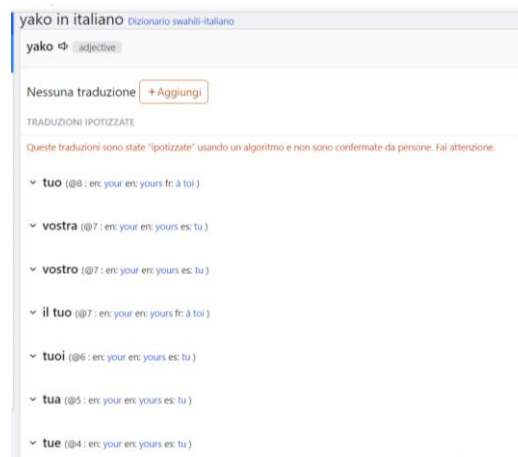 yako in italiano Dizionario swahili-italiano
yako adjective
Nessuna traduzione +Aggiungi
TRADUZIONI IPOTIZZATE
Queste traduzioni sono state "ipotizzate" usando un algoritmo e non sono confermate da persone. Fai attenzione.
tuo (@8 : en: your en: yours fr: à toi )
vostra (@7 : en: your en: yours es: tu )
vostro (@7 : en: your en: yours es: tu )
il tuo (@7 : en: your en: yours fr: à toi )
tuoi (@6 : en: your en: yours es: tu )
tua (@5 : en: your en: yours es: tu )
tue (@4 : en: your en: yours es: tu )